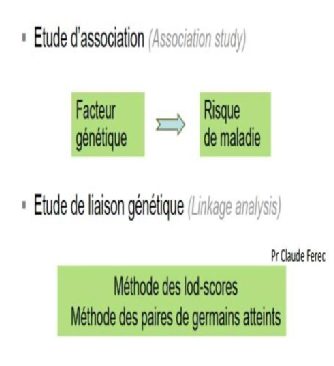 ▪ Etude d'association (Association study)
Facteur génétique
Risque de maladie
▪ Etude de liaison génétique (Linkage analysis)
Pr Claude Ferec
Méthode des lod-scores
Méthode des paires de germains atteints